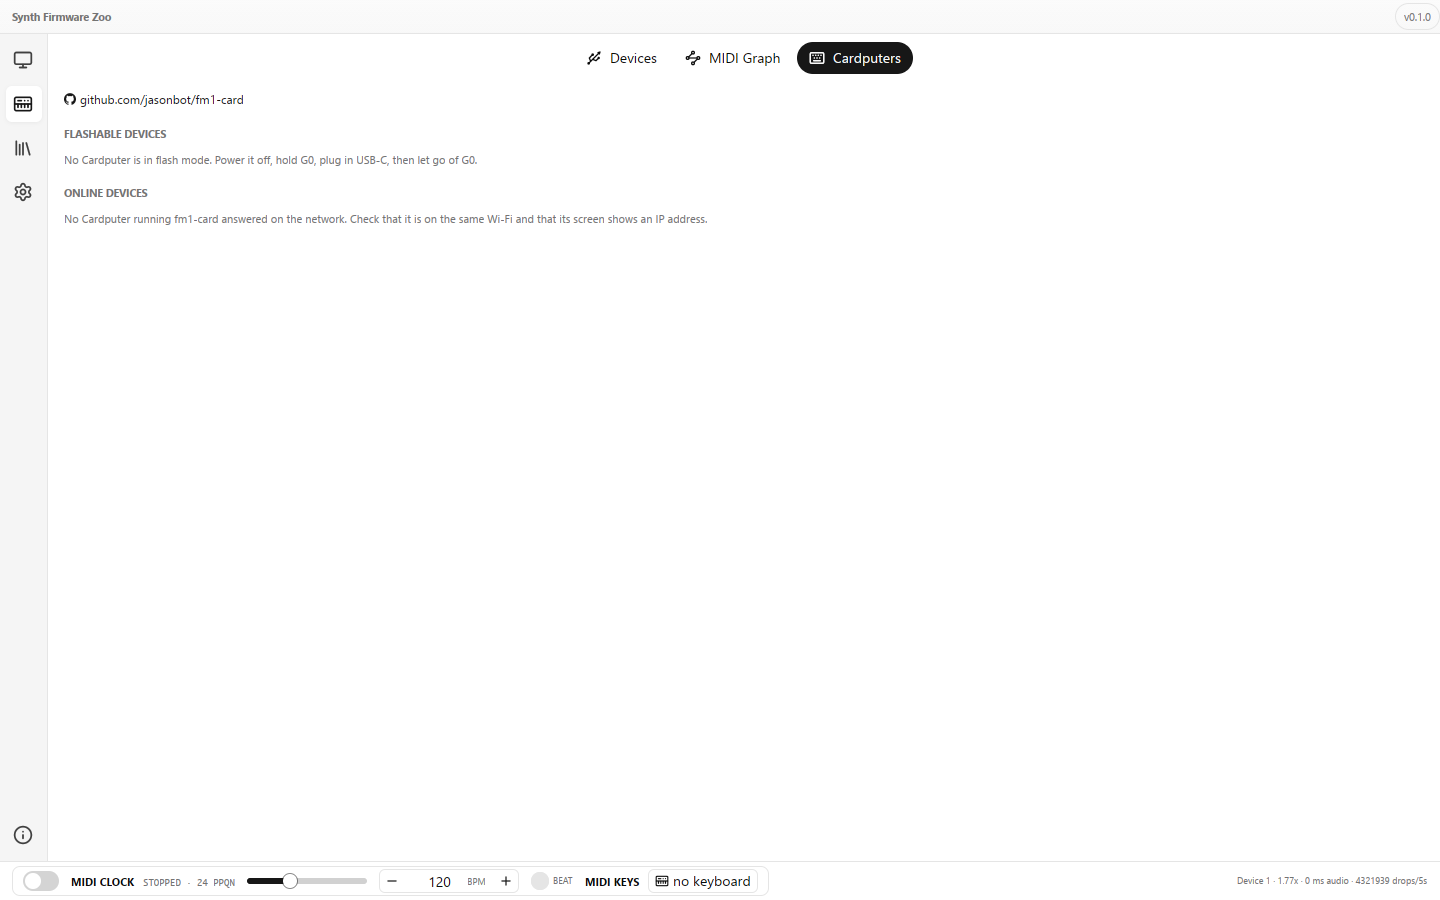 Synth Firmware Zoo
v0.1.0
Devices
MIDI Graph
Cardputers
github.com/jasonbot/fm1-card
FLASHABLE DEVICES
No Cardputer is in flash mode. Power it off, hold G0, plug in USB-C, then let go of G0.
ONLINE DEVICES
No Cardputer running fm1-card answered on the network. Check that it is on the same Wi-Fi and that its screen shows an IP address.
MIDI CLOCK STOPPED · 24 PPQN
120 BPM
BEAT
MIDI KEYS
no keyboard
Device 1 · 1.77x · 0 ms audio · 4321939 drops/5s